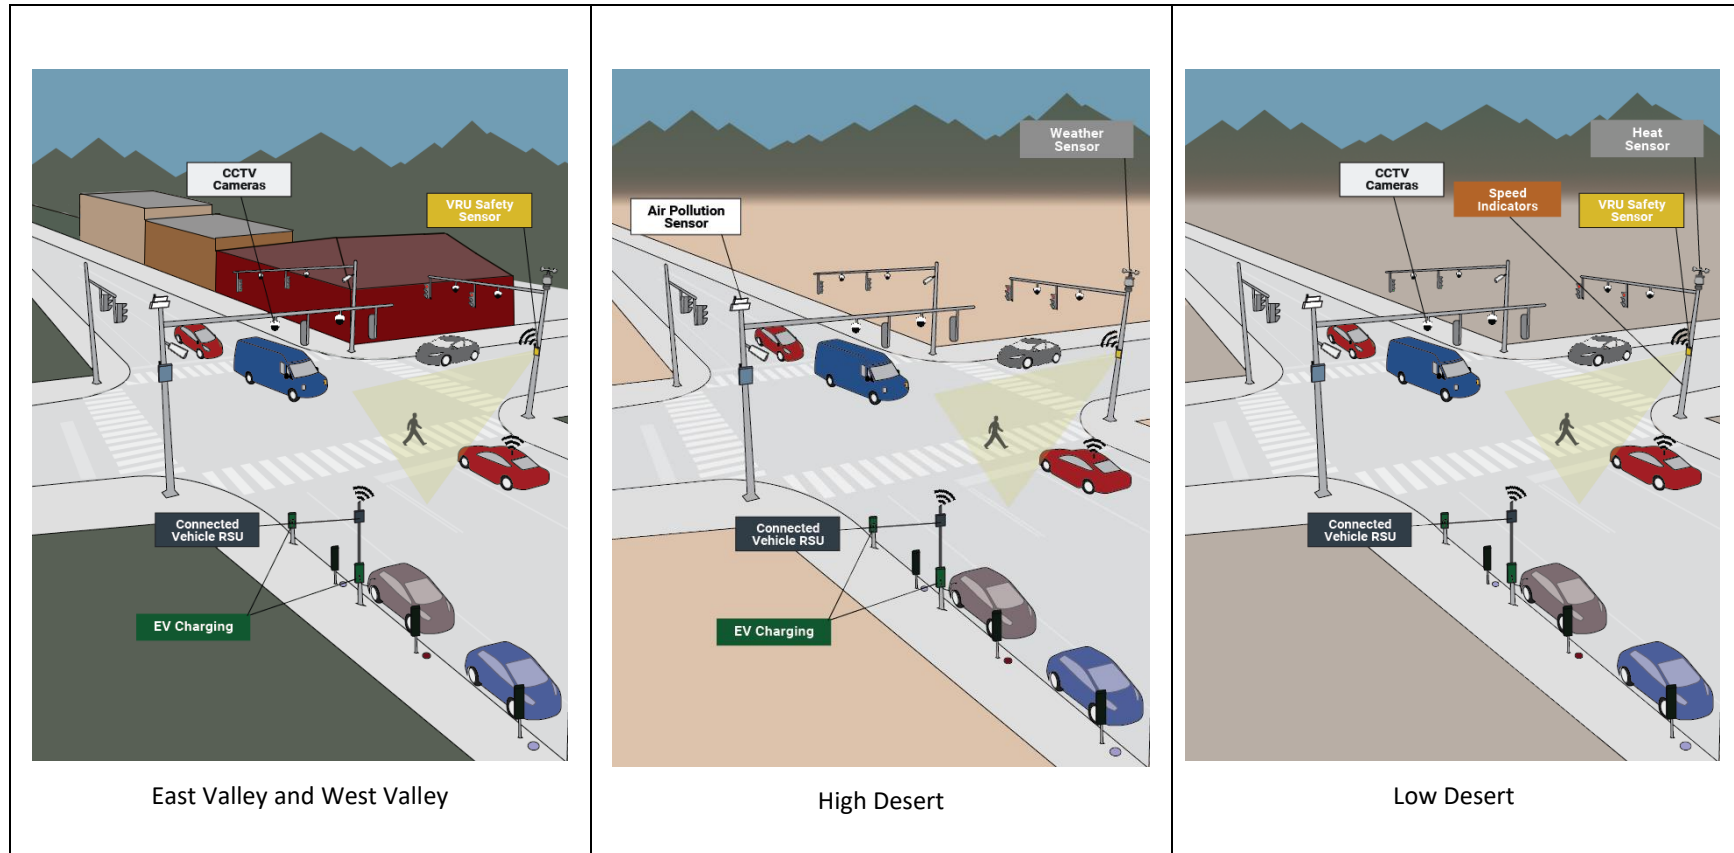 CCTV
Cameras
VRU Safety
Sensor
Connected
Vehicle RSU
EV Charging
East Valley and West Valley
Weather
Sensor
Air Pollution
Sensor
Connected
Vehicle RSU
EV Charging
High Desert
Heat
Sensor
CCTV
Cameras
Speed
Indicators
VRU Safety
Sensor
Connected
Vehicle RSU
Low Desert